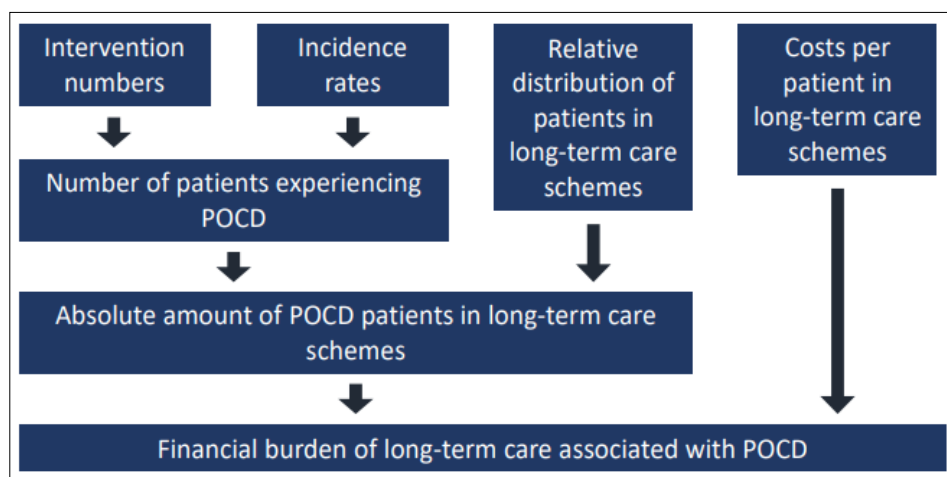 Intervention
numbers
Incidence
rates
Relative
distribution of
patients in
long-term care
schemes
Costs per
patient in
long-term care
schemes
Number of patients experiencing
POCD
Absolute amount of POCD patients in long-term care
schemes
Financial burden of long-term care associated with POCD